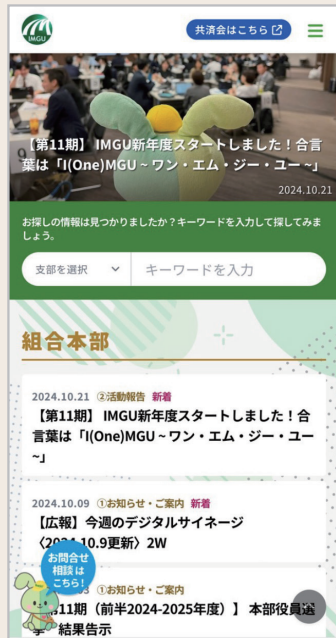 IMGU
共済会はこちら
【第11期】 IMGU新年度スタートしました！合言
葉は「I(One)MGU ~ ワン・エム・ジー・ユー ~」
2024.10.21
お探しの情報は見つかりましたか？キーワードを入力して探してみま
しょう。
支部を選択 キーワードを入力
組合本部
2024.10.21 ②活動報告 新着
【第11期】 IMGU新年度スタートしました！合
言葉は「I(One)MGU ~ ワン・エム・ジー・ユー
~」
2024.10.09 ①お知らせ・ご案内 新着
【広報】今週のデジタルサイネージ
〈2024.10.9更新〉2W
お問合せ
相談は
こちら！
①お知らせ・ご案内
11期（前半2024-2025年度）】 本部役員選
結果告示